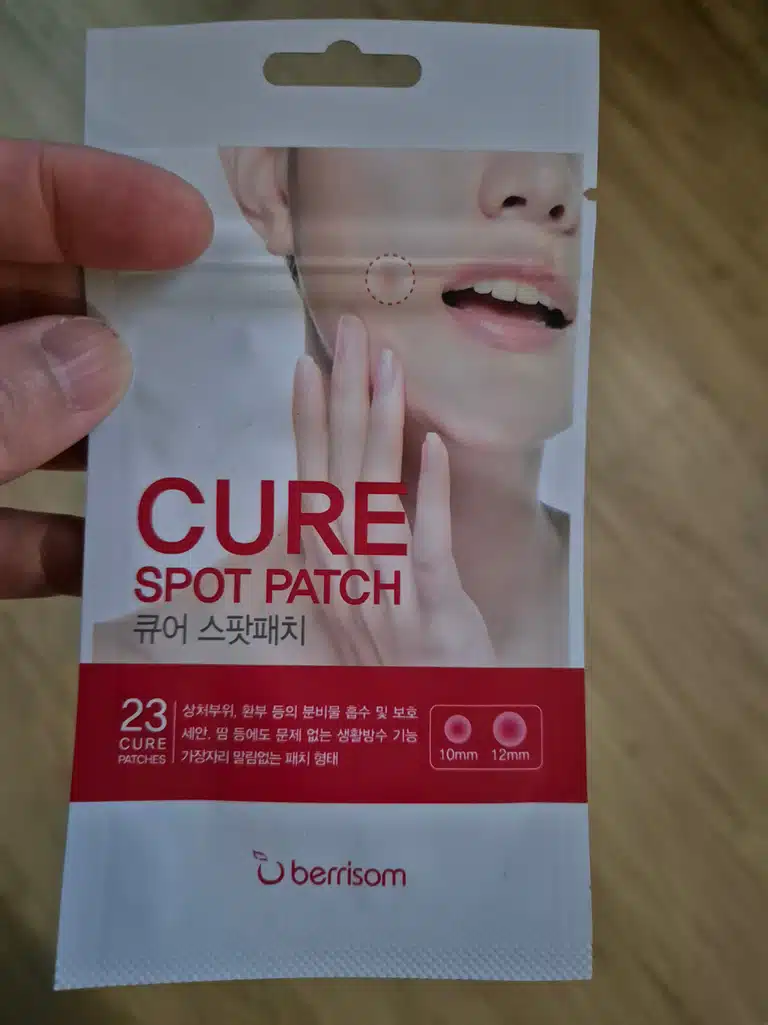 CURE
SPOT PATCH
큐어 스팟패치
23
CURE
PATCHES
상처부위, 환부 등의 분비물 흡수 및 보호
세안, 땀 등에도 문제 없는 생활방수 기능
가장자리 말림없는 패치 형태
10mm 12mm
berrisom